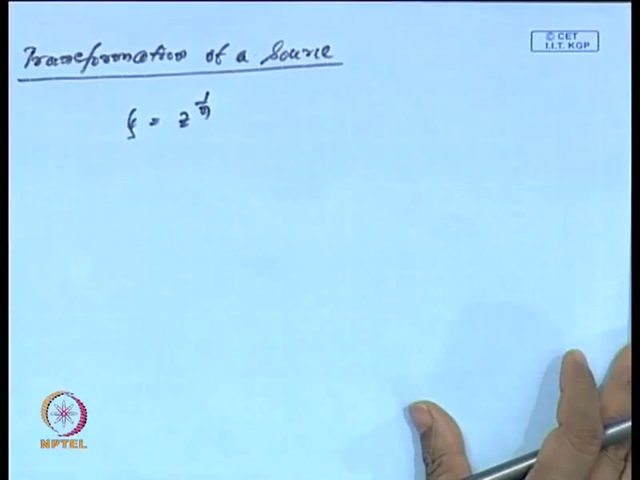 Transformation of a Source
© CET
I.I.T. KGP
ζ = z^{1/n}
NPTEL